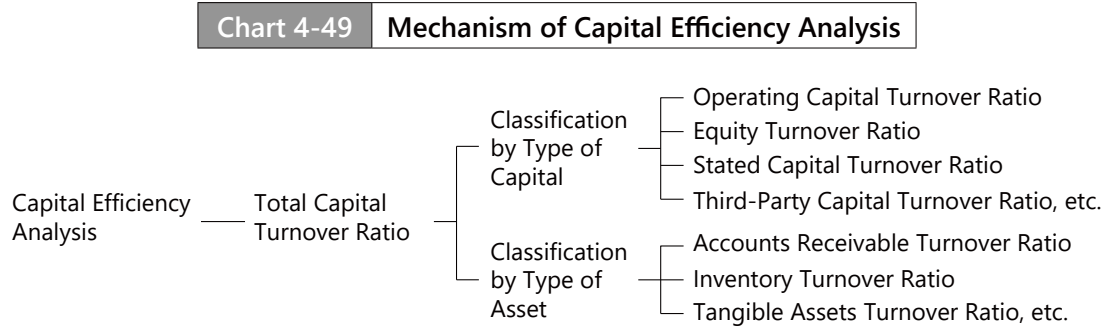 Chart 4-49 Mechanism of Capital Efficiency Analysis
Capital Efficiency
Analysis
Total Capital
Turnover Ratio
Classification
by Type of
Capital
Operating Capital Turnover Ratio
Equity Turnover Ratio
Stated Capital Turnover Ratio
Third-Party Capital Turnover Ratio, etc.
Classification
by Type of
Asset
Accounts Receivable Turnover Ratio
Inventory Turnover Ratio
Tangible Assets Turnover Ratio, etc.